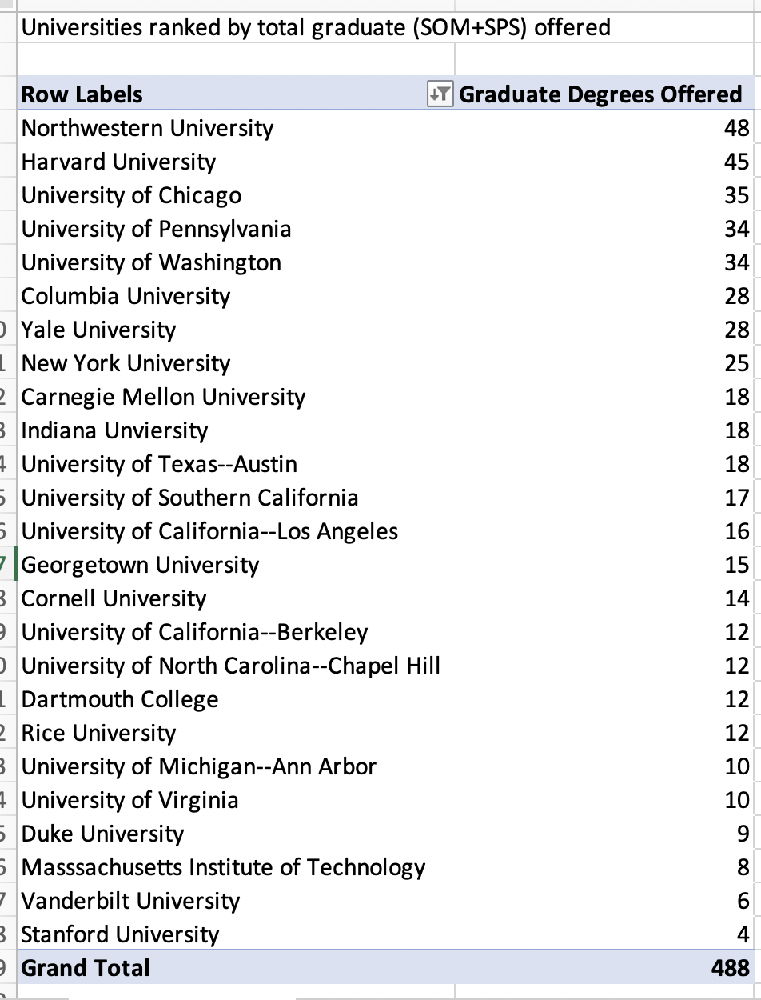 Universities ranked by total graduate (SOM+SPS) offered
Row Labels Graduate Degrees Offered
Northwestern University 48
Harvard University 45
University of Chicago 35
University of Pennsylvania 34
University of Washington 34
Columbia University 28
Yale University 28
New York University 25
Carnegie Mellon University 18
Indiana Unviersity 18
University of Texas--Austin 18
University of Southern California 17
University of California--Los Angeles 16
Georgetown University 15
Cornell University 14
University of California--Berkeley 12
University of North Carolina--Chapel Hill 12
Dartmouth College 12
Rice University 12
University of Michigan--Ann Arbor 10
University of Virginia 10
Duke University 9
Masssachusetts Institute of Technology 8
Vanderbilt University 6
Stanford University 4
Grand Total 488